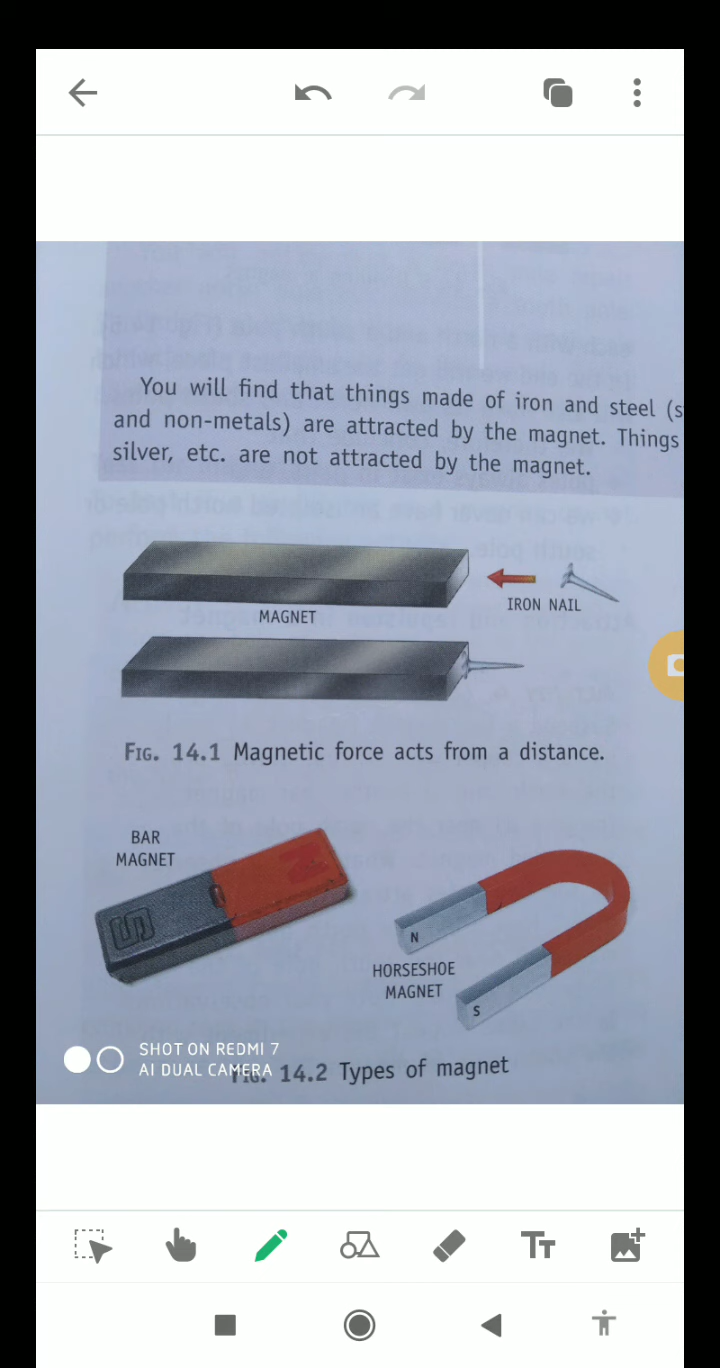 You will find that things made of iron and steel (s
and non-metals) are attracted by the magnet. Things
silver, etc. are not attracted by the magnet.
MAGNET
IRON NAIL
FIG. 14.1 Magnetic force acts from a distance.
BAR
MAGNET
S
N
N
HORSESHOE
MAGNET
S
SHOT ON REDMI 7
AI DUAL CAMERA
FIG. 14.2 Types of magnet
Tт